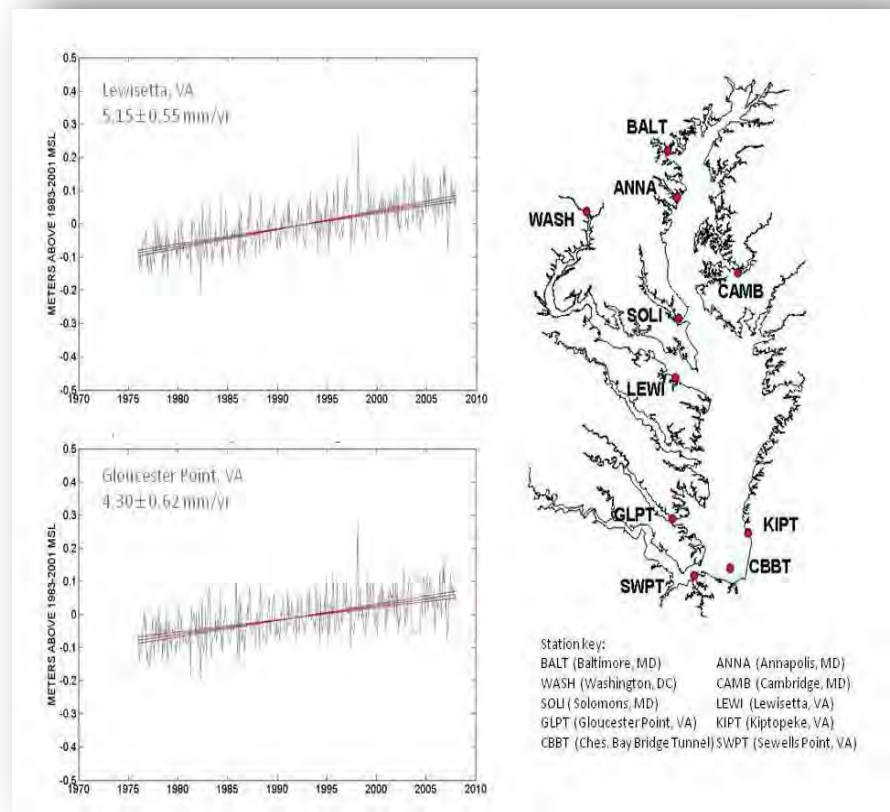 METERS ABOVE 1983-2001 MSL
0.5
0.4
0.3
0.2
0.1
0
-0.1
-0.2
-0.3
-0.4
-0.5
Lewisetta, VA
5.15±0.55 mm/yr
1970 1975 1980 1985 1990 1995 2000 2005 2010
METERS ABOVE 1983-2001 MSL
0.5
0.4
0.3
0.2
0.1
0
-0.1
-0.2
-0.3
-0.4
-0.5
Gloucester Point, VA
4.30±0.62 mm/yr
1970 1975 1980 1985 1990 1995 2000 2005 2010
BALT
ANNA
WASH
CAMB
SOLI
LEWI
GLPT
KIPT
CBBT
SWPT
Station key:
BALT (Baltimore, MD) ANNA (Annapolis, MD)
WASH (Washington, DC) CAMB (Cambridge, MD)
SOLI (Solomons, MD) LEWI (Lewisetta, VA)
GLPT (Gloucester Point, VA) KIPT (Kiptopeke, VA)
CBBT (Ches. Bay Bridge Tunnel) SWPT (Sewells Point, VA)